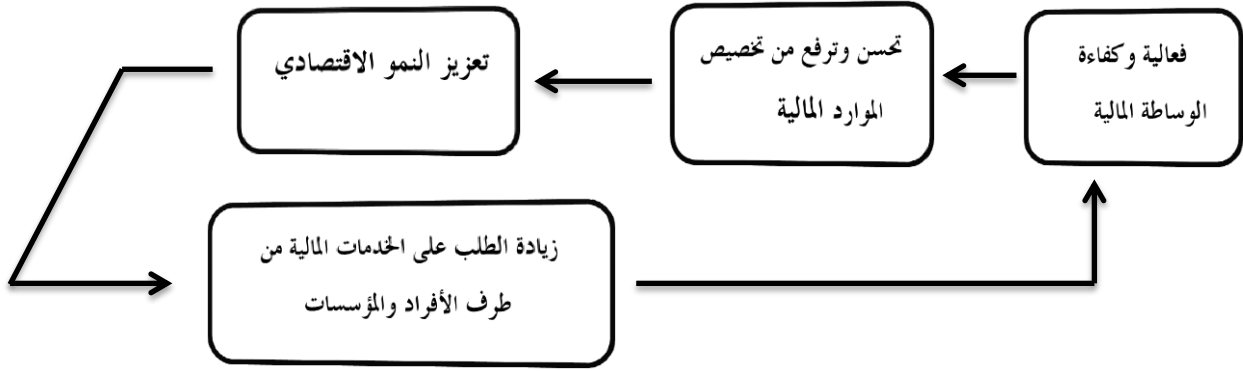 فعالية وكفاءة
الوساطة المالية
تحسن وترفع من تخصيص
الموارد المالية
تعزيز النمو الاقتصادي
زيادة الطلب على الخدمات المالية من
طرف الأفراد والمؤسسات